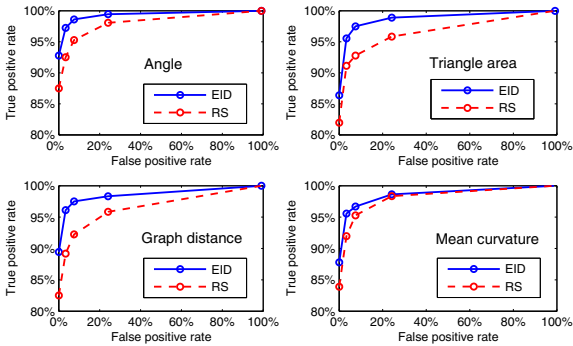 100%
95%
90%
85%
80%
True positive rate
Angle
EID
RS
0%
20%
40%
60%
80%
100%
False positive rate
100%
95%
90%
85%
80%
True positive rate
Triangle area
EID
RS
0%
20%
40%
60%
80%
100%
False positive rate
100%
95%
90%
85%
80%
True positive rate
Graph distance
EID
RS
0%
20%
40%
60%
80%
100%
False positive rate
100%
95%
90%
85%
80%
True positive rate
Mean curvature
EID
RS
0%
20%
40%
60%
80%
100%
False positive rate